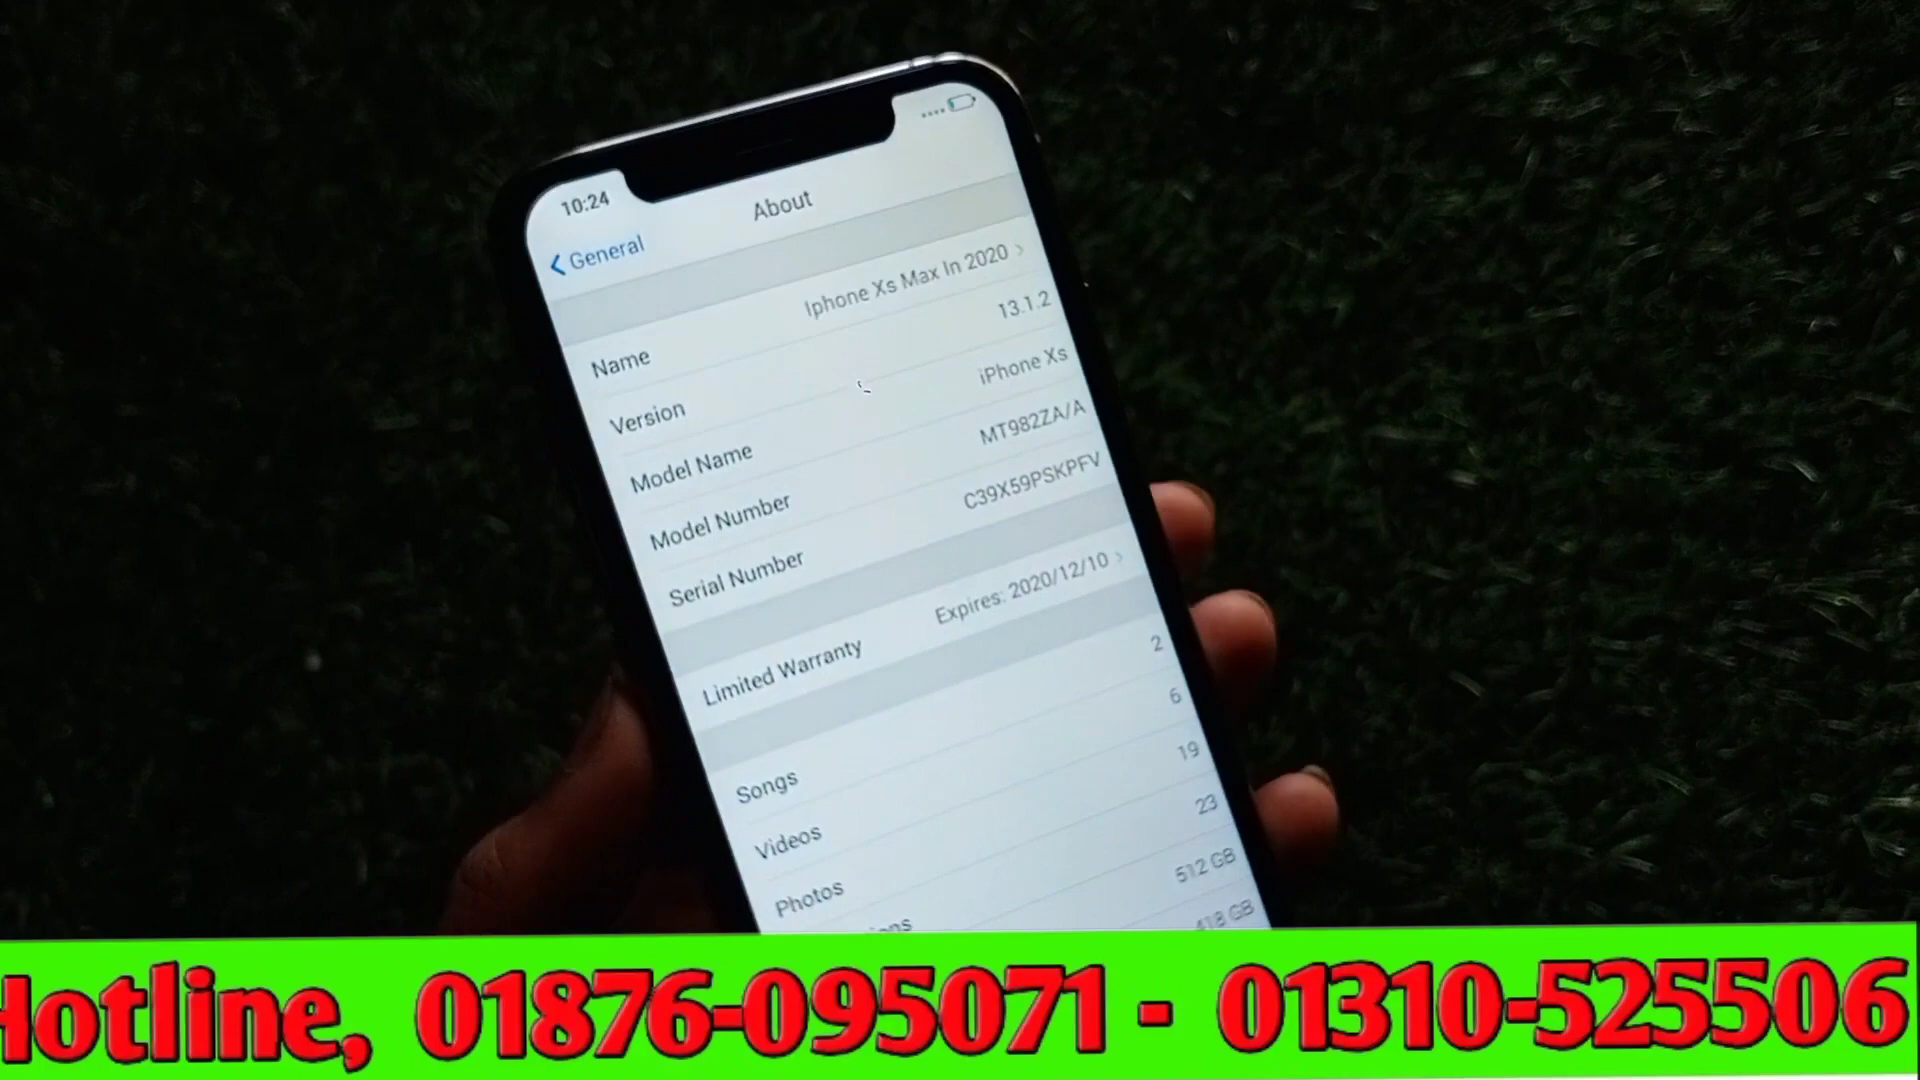 10:24
< General
About
Name Iphone Xs Max In 2020 >
Version 13.1.2
Model Name iPhone Xs
Model Number MT982ZA/A
Serial Number C39X59PSKPFV
Limited Warranty Expires: 2020/12/10 >
Songs 2
Videos 6
Photos 19
23
512 GB
418 GB
Hotline, 01876-095071 - 01310-525506